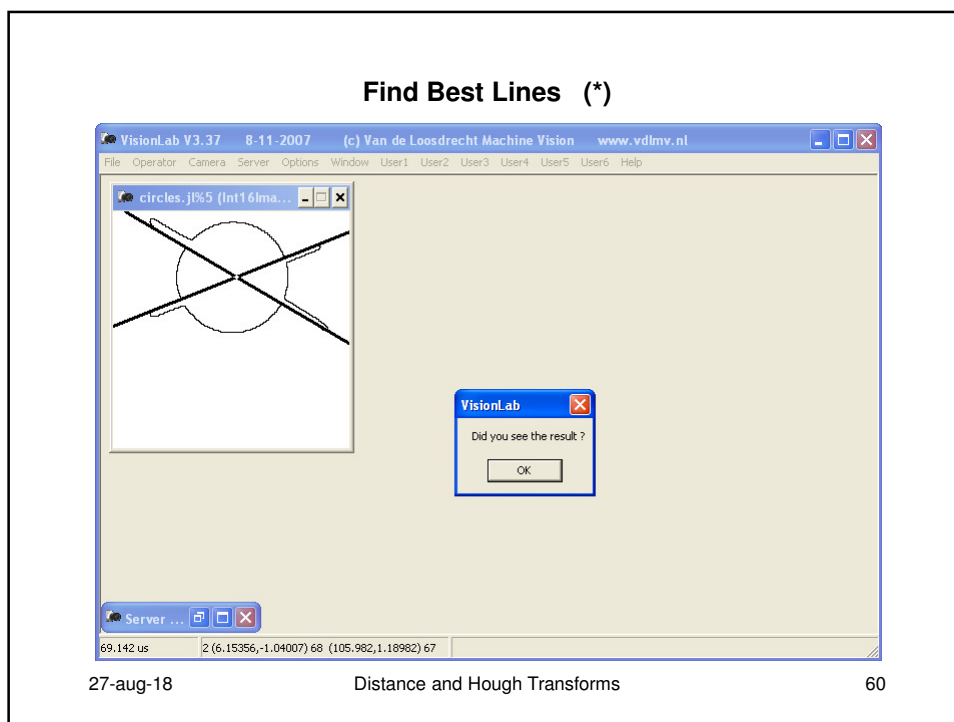 Find Best Lines (*)
VisionLab V3.37 8-11-2007 (c) Van de Loosdrecht Machine Vision www.vdlmv.nl
File Operator Camera Server Options Window User1 User2 User3 User4 User5 User6 Help
circles.jl%5 (Int16Ima...
VisionLab
Did you see the result ?
OK
Server ...
69.142 us 2 (6.15356,-1.04007) 68 (105.982,1.18982) 67
27-aug-18 Distance and Hough Transforms 60